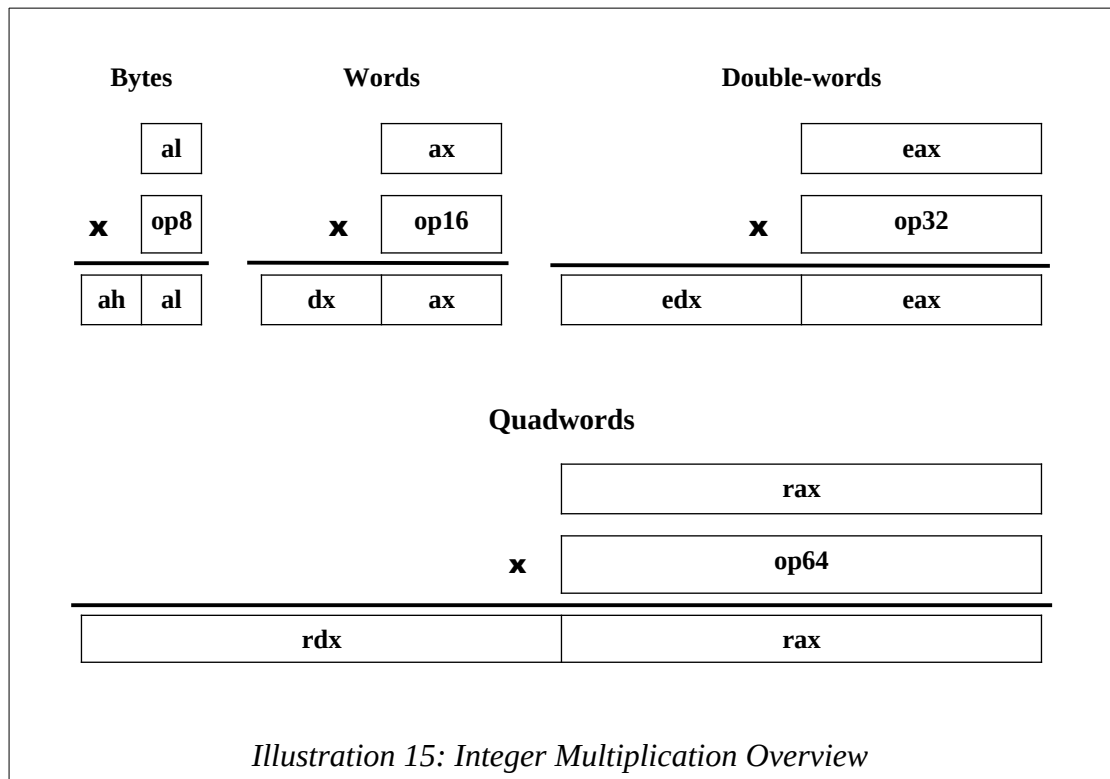 Bytes Words Double-words
al ax eax
x op8 x op16 x op32
ah al dx ax edx eax
Quadwords
rax
x op64
rdx rax
Illustration 15: Integer Multiplication Overview